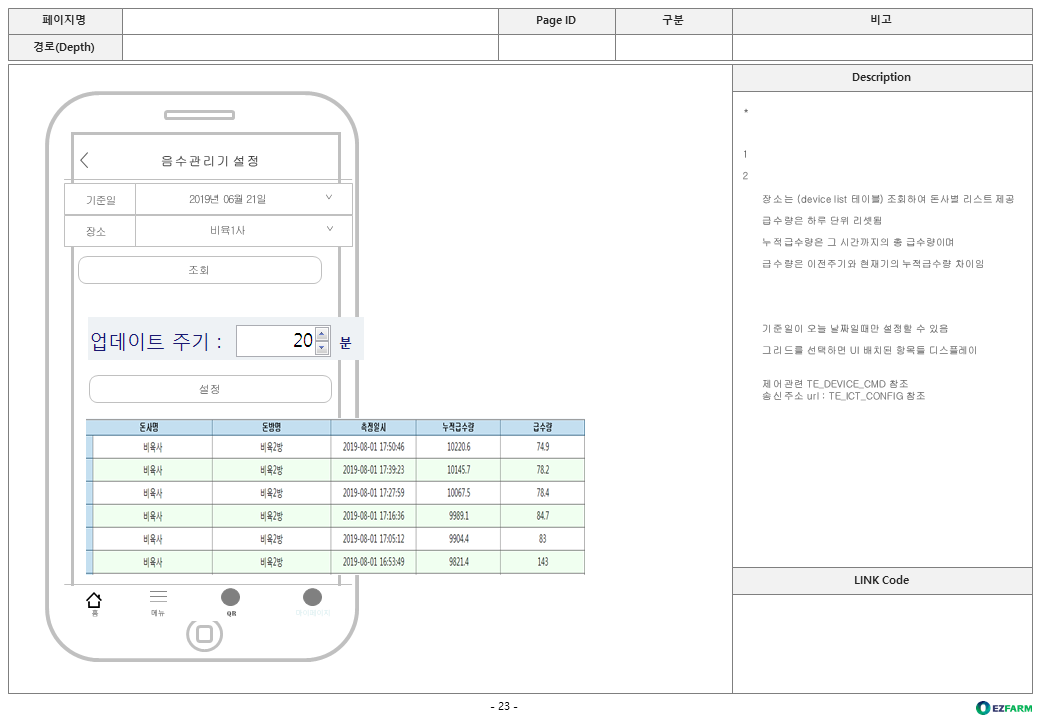 페이지명 Page ID 구분 비고
경로(Depth)
Description
음수관리기 설정
기준일 2019년 06월 21일
장소 비육1사
조회
업데이트 주기 : 20 분
설정
돈사명 돈방명 측정일시 누적급수량 급수량
비육사 비육2방 2019-08-01 17:50:46 10220.6 74.9
비육사 비육2방 2019-08-01 17:39:23 10145.7 78.2
비육사 비육2방 2019-08-01 17:27:59 10067.5 78.4
비육사 비육2방 2019-08-01 17:16:36 9989.1 84.7
비육사 비육2방 2019-08-01 17:05:12 9904.4 83
비육사 비육2방 2019-08-01 16:53:49 9821.4 143
홈 메뉴 QR 마이페이지
*
1
2
장소는 (device list 테이블) 조회하여 돈사별 리스트 제공
급수량은 하루 단위 리셋됨
누적급수량은 그 시간까지의 총 급수량이며
급수량은 이전주기와 현재기의 누적급수량 차이임
기준일이 오늘 날짜일때만 설정할 수 있음
그리드를 선택하면 UI 배치된 항목들 디스플레이
제어관련 TE_DEVICE_CMD 참조
송신주소 url : TE_ICT_CONFIG 참조
LINK Code
- 23 -
EZFARM